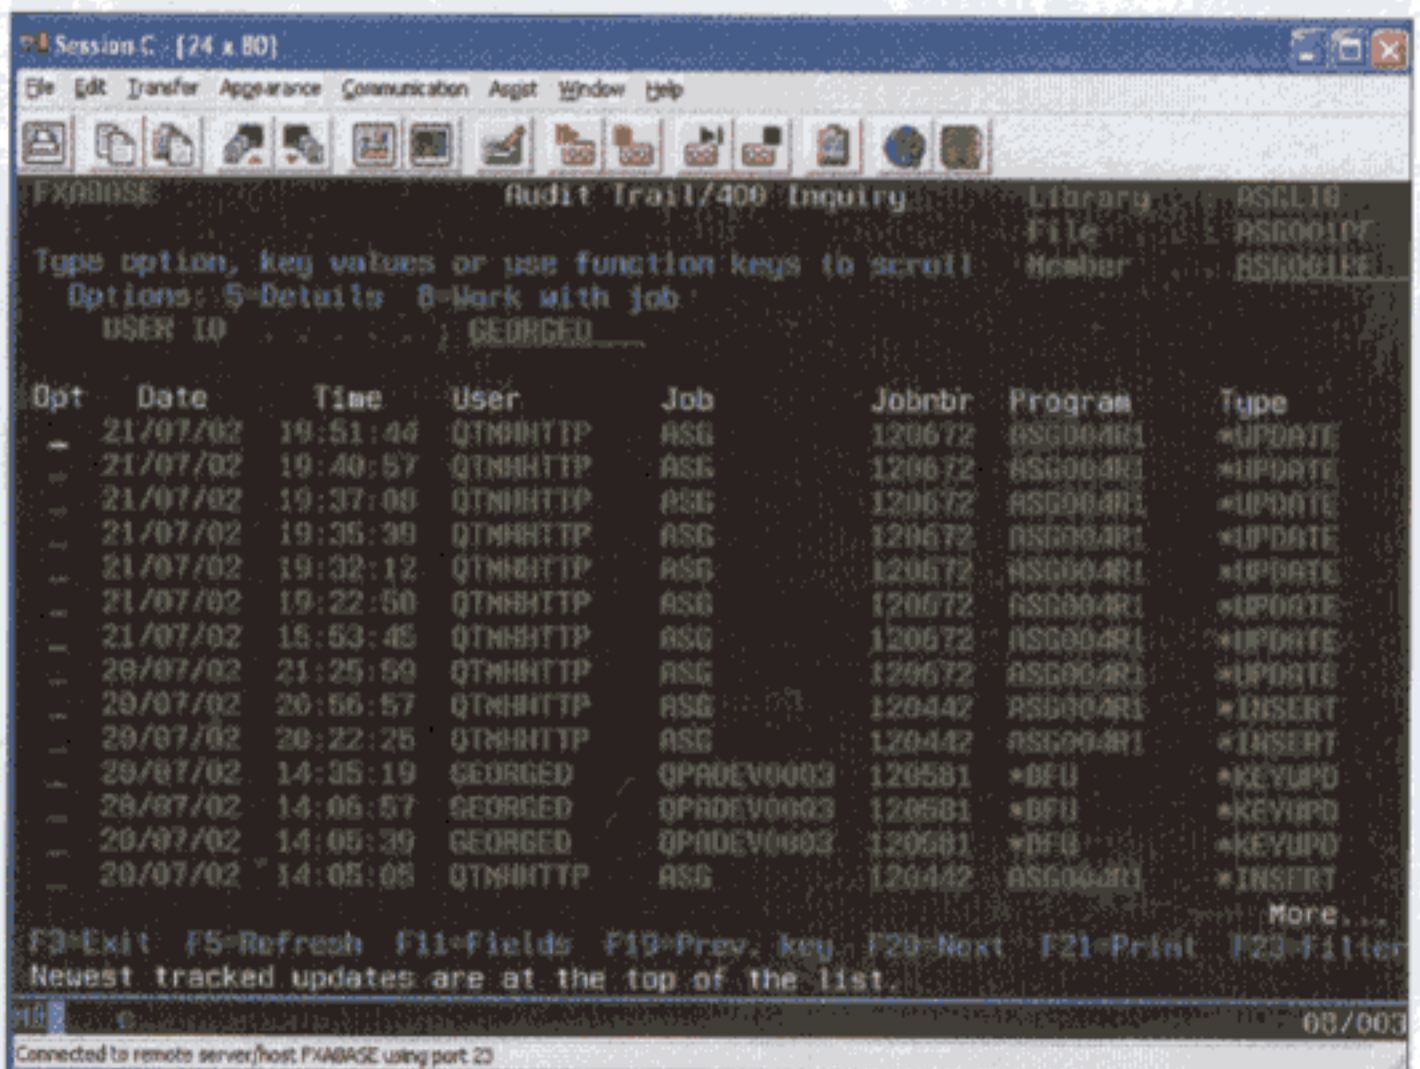 Session C - [24 x 80]
File Edit Transfer Appearance Communication Assist Window Help
FXABASE Audit Trail/400 Inquiry Library ASGLIB
File ASG001PF
Type option, key values or use function keys to scroll Member ASG001PF
Options: 5=Details 8=Work with job
USER ID . . . . . . GEORGED
Opt Date Time User Job Jobnbr Program Type
21/07/02 19:51:44 QTMHHTTP ASG 120672 ASG004R1 *UPDATE
21/07/02 19:40:57 QTMHHTTP ASG 120672 ASG004R1 *UPDATE
21/07/02 19:37:08 QTMHHTTP ASG 120672 ASG004R1 *UPDATE
21/07/02 19:35:39 QTMHHTTP ASG 120672 ASG004R1 *UPDATE
21/07/02 19:32:12 QTMHHTTP ASG 120672 ASG004R1 *UPDATE
21/07/02 19:22:50 QTMHHTTP ASG 120672 ASG004R1 *UPDATE
21/07/02 QTMHHTTP ASG 120672 ASG004R1 *UPDATE
20/07/02 21:25:59 QTMHHTTP ASG 120672 ASG004R1 *UPDATE
20/07/02 20:56:57 QTMHHTTP ASG 120442 ASG004R1 *INSERT
20/07/02 QTMHHTTP ASG 120442 ASG004R1 *INSERT
20/07/02 14:35:19 GEORGED QPADEV0003 120581 *DFU *KEYUPD
20/07/02 14:06:57 GEORGED QPADEV0003 120581 *DFU *KEYUPD
20/07/02 14:05:39 GEORGED QPADEV0003 120581 *DFU *KEYUPD
20/07/02 14:05:05 QTMHHTTP ASG 120442 ASG004R1 *INSERT
More...
F3=Exit F5=Refresh F11=Fields F19=Prev. key F20=Next F21=Print F23=Filter
Newest tracked updates are at the top of the list.
08/003
Connected to remote server/host FXABASE using port 23